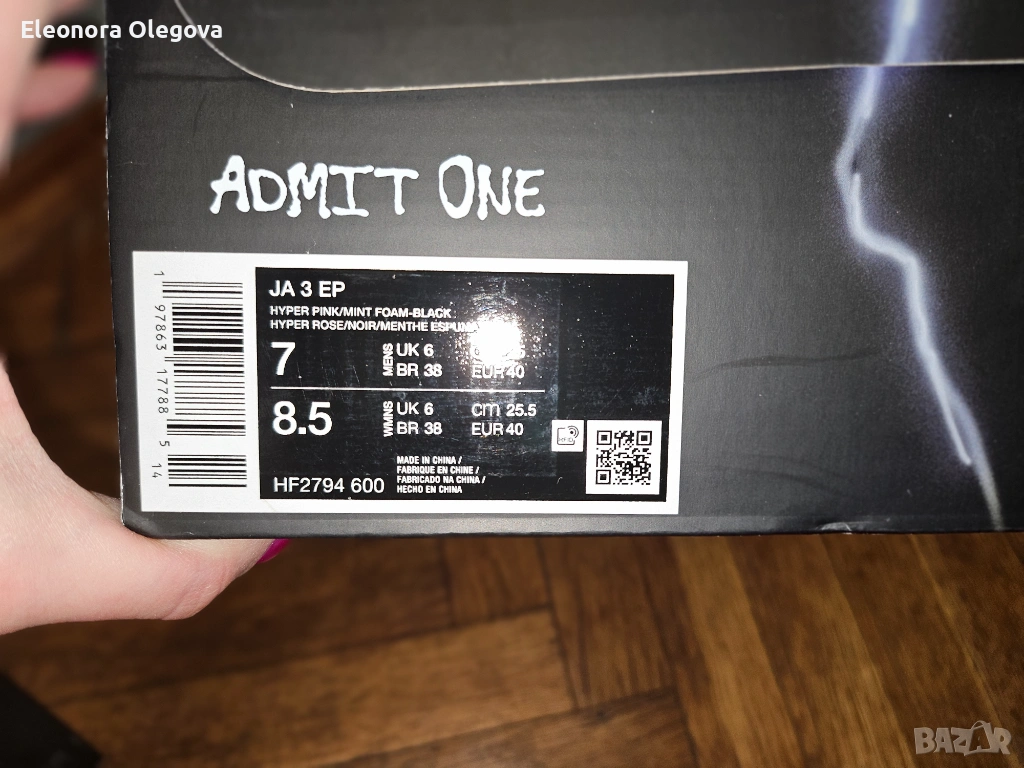 Eleonora Olegova
ADMIT ONE
JA 3 EP
HYPER PINK/MINT FOAM-BLACK
HYPER ROSE/NOIR/MENTHE
7
MENS
UK 6
BR 38
EUR 40
8.5
WMNS
UK 6
cm 25.5
BR 38
EUR 40
RFID
MADE IN CHINA /
FABRIQUE EN CHINE /
FABRICADO NA CHINA /
HECHO EN CHINA
HF2794 600
1 97863 17788 5 14
BAZAR